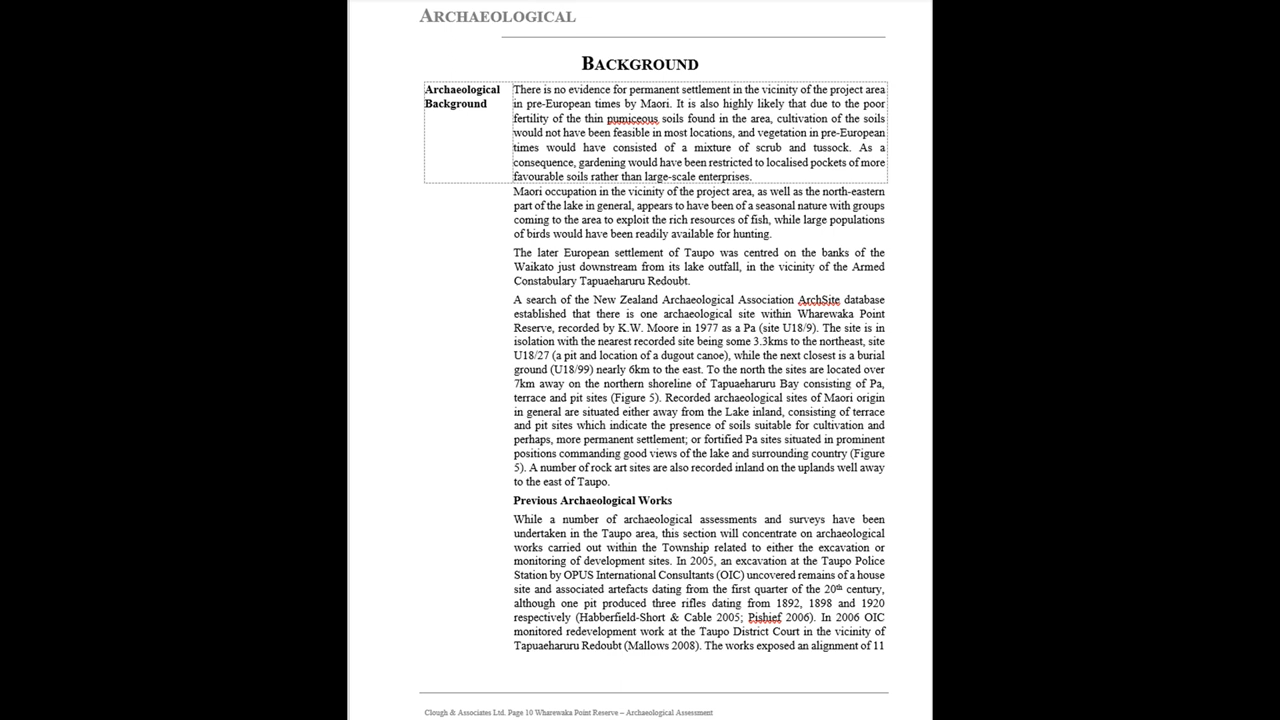 ARCHAEOLOGICAL
BACKGROUND
Archaeological
Background
There is no evidence for permanent settlement in the vicinity of the project area
in pre-European times by Maori. It is also highly likely that due to the poor
fertility of the thin pumiceous soils found in the area, cultivation of the soils
would not have been feasible in most locations, and vegetation in pre-European
times would have consisted of a mixture of scrub and tussock. As a
consequence, gardening would have been restricted to localised pockets of more
favourable soils rather than large-scale enterprises.
Maori occupation in the vicinity of the project area, as well as the north-eastern
part of the lake in general, appears to have been of a seasonal nature with groups
coming to the area to exploit the rich resources of fish, while large populations
of birds would have been readily available for hunting.
The later European settlement of Taupo was centred on the banks of the
Waikato just downstream from its lake outfall, in the vicinity of the Armed
Constabulary Tapuaeharuru Redoubt.
A search of the New Zealand Archaeological Association ArchSite database
established that there is one archaeological site within Wharewaka Point
Reserve, recorded by K.W. Moore in 1977 as a Pa (site U18/9). The site is in
isolation with the nearest recorded site being some 3.3kms to the northeast, site
U18/27 (a pit and location of a dugout canoe), while the next closest is a burial
ground (U18/99) nearly 6km to the east. To the north the sites are located over
7km away on the northern shoreline of Tapuaeharuru Bay consisting of Pa,
terrace and pit sites (Figure 5). Recorded archaeological sites of Maori origin
in general are situated either away from the Lake inland, consisting of terrace
and pit sites which indicate the presence of soils suitable for cultivation and
perhaps, more permanent settlement; or fortified Pa sites situated in prominent
positions commanding good views of the lake and surrounding country (Figure
5). A number of rock art sites are also recorded inland on the uplands well away
to the east of Taupo.
Previous Archaeological Works
While a number of archaeological assessments and surveys have been
undertaken in the Taupo area, this section will concentrate on archaeological
works carried out within the Township related to either the excavation or
monitoring of development sites. In 2005, an excavation at the Taupo Police
Station by OPUS International Consultants (OIC) uncovered remains of a house
site and associated artefacts dating from the first quarter of the 20th century,
although one pit produced three rifles dating from 1892, 1898 and 1920
respectively (Habberfield-Short & Cable 2005; Pishief 2006). In 2006 OIC
monitored redevelopment work at the Taupo District Court in the vicinity of
Tapuaeharuru Redoubt (Mallows 2008). The works exposed an alignment of 11
Clough & Associates Ltd. Page 10 Wharewaka Point Reserve – Archaeological Assessment